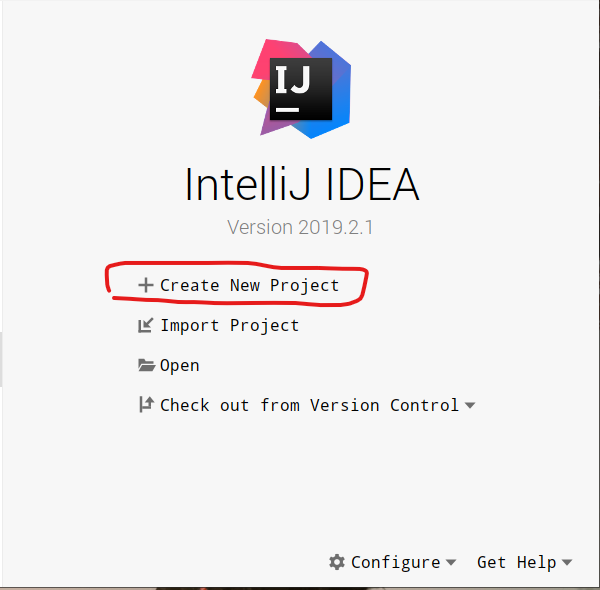 IJ
IntelliJ IDEA
Version 2019.2.1
Create New Project
Import Project
Open
Check out from Version Control
Configure Get Help